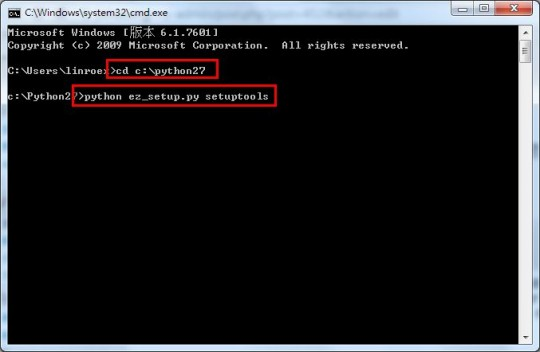 C:\Windows\system32\cmd.exe
Microsoft Windows [版本 6.1.7601]
Copyright (c) 2009 Microsoft Corporation.  All rights reserved.
C:\Users\linroex>cd c:\python27
c:\Python27>python ez_setup.py setuptools